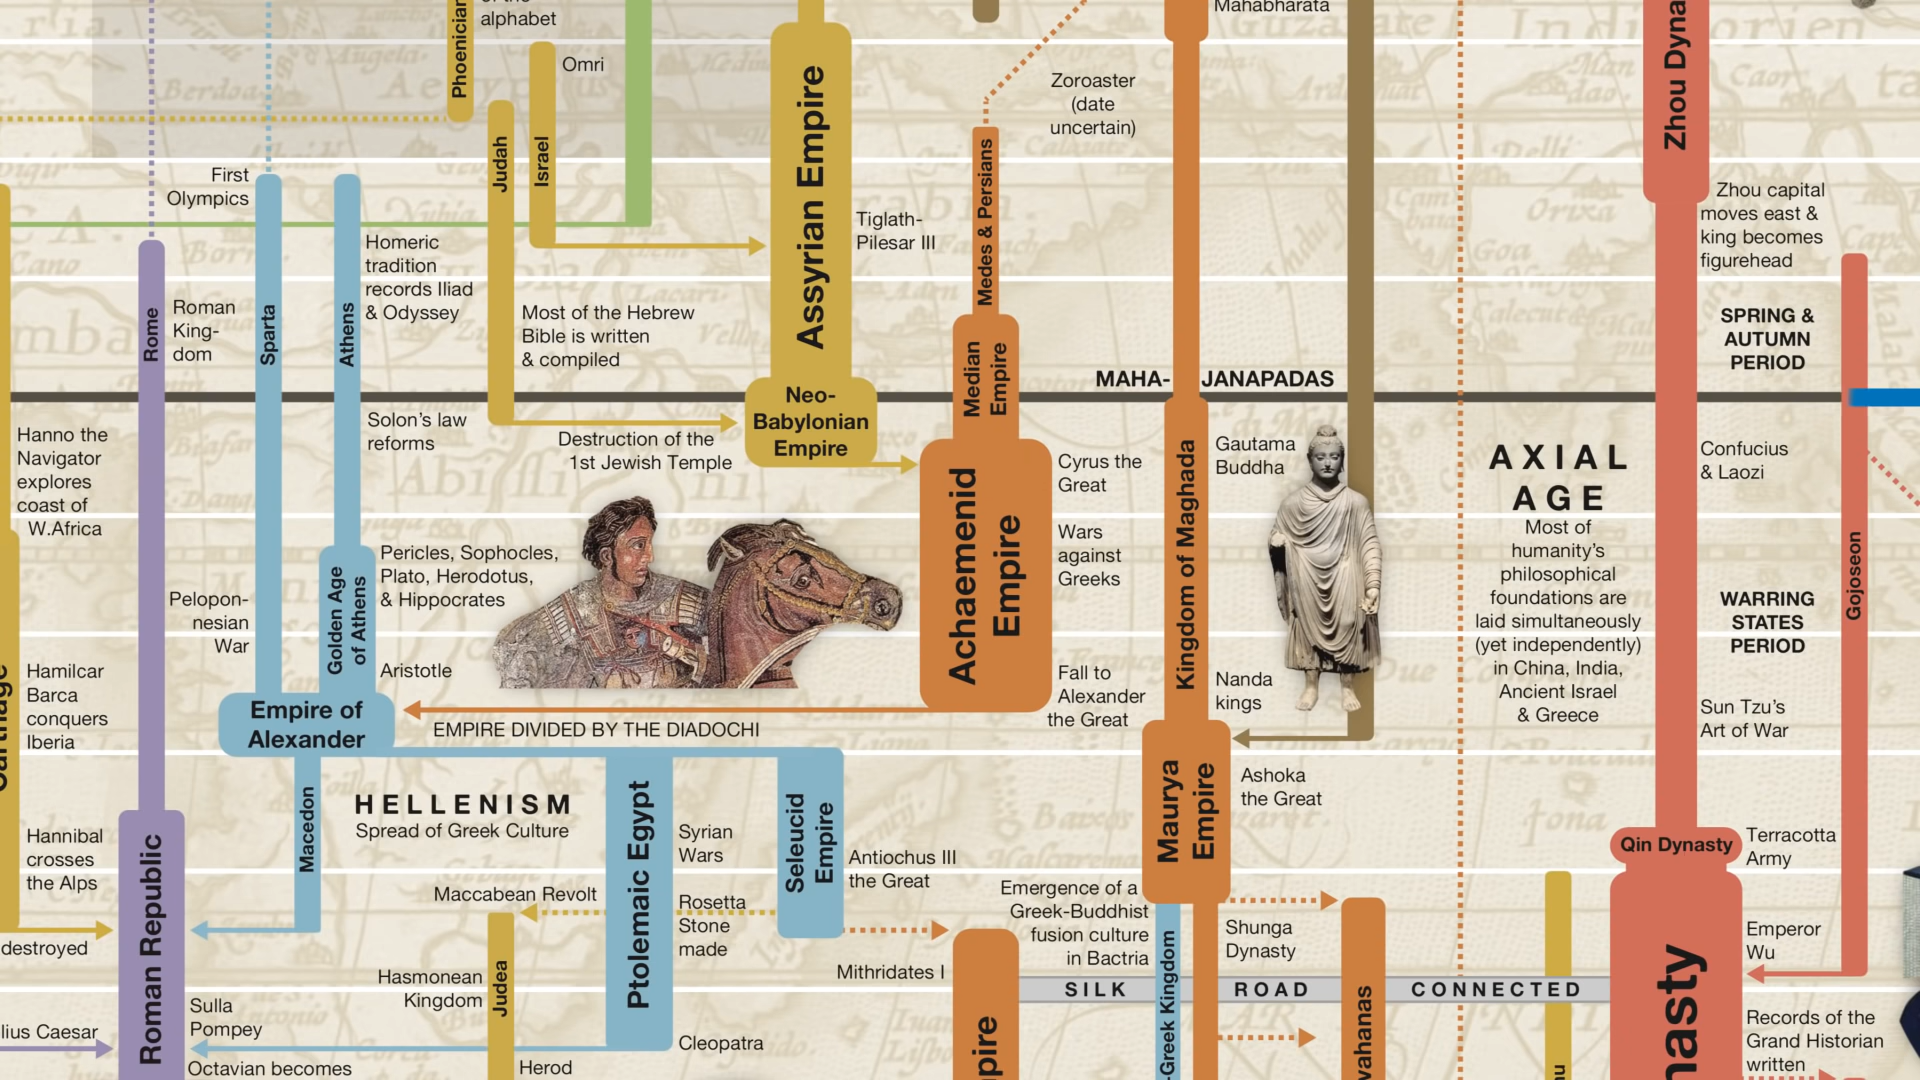 of the
alphabet
Mahabharata
Phoenician
Omri
Assyrian Empire
Zhou
Zoroaster
(date
uncertain)
Judah
Israel
Medes & Persians
First
Olympics
Zhou capital
moves east &
king becomes
figurehead
Tiglath-
Pilesar III
Homeric
tradition
records Iliad
& Odyssey
Rome
Roman
King-
dom
Sparta
Athens
Most of the Hebrew
Bible is written
& compiled
SPRING &
AUTUMN
PERIOD
Median
Empire
MAHA- JANAPADAS
Neo-
Babylonian
Empire
Solon's law
reforms
Hanno the
Navigator
explores
coast of
W.Africa
Destruction of the
1st Jewish Temple
Achaemenid
Empire
Cyrus the
Great
Wars
against
Greeks
Kingdom of Maghada
Gautama
Buddha
AXIAL
AGE
Most of
humanity's
philosophical
foundations are
laid simultaneously
(yet independently)
in China, India,
Ancient Israel
& Greece
Confucius
& Laozi
Gojoseon
Golden Age
of Athens
Pericles, Sophocles,
Plato, Herodotus,
& Hippocrates
Pelopon-
nesian
War
WARRING
STATES
PERIOD
Hamilcar
Barca
conquers
Iberia
Aristotle
Fall to
Alexander
the Great
Nanda
kings
Sun Tzu's
Art of War
Empire of
Alexander
EMPIRE DIVIDED BY THE DIADOCHI
Maurya
Empire
Ashoka
the Great
HELLENISM
Spread of Greek Culture
Macedon
Ptolemaic Egypt
Syrian
Wars
Seleucid
Empire
Antiochus III
the Great
Qin Dynasty
Terracotta
Army
Hannibal
crosses
the Alps
Roman Republic
Maccabean Revolt
Rosetta
Stone
made
Emergence of a
Greek-Buddhist
fusion culture
in Bactria
Shunga
Dynasty
Emperor
Wu
destroyed
Hasmonean
Kingdom
Judea
Mithridates I
-Greek Kingdom
SILK ROAD CONNECTED
Sulla
Pompey
Cleopatra
Records of the
Grand Historian
written
Octavian becomes
Herod